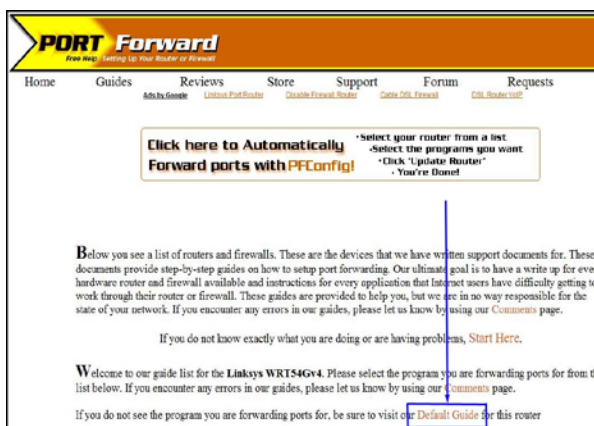 PORT Forward
Free Help Setting Up Your Router or Firewall
Home Guides Reviews Store Support Forum Requests
Ads by Google Linksys Port Router Disable Firewall Router Cable DSL Firewall DSL Router VoIP
Click here to Automatically
Forward ports with PFConfig!
•Select your router from a list
•Select the programs you want
•Click 'Update Router'
• You're Done!
Below you see a list of routers and firewalls. These are the devices that we have written support documents for. These
documents provide step-by-step guides on how to setup port forwarding. Our ultimate goal is to have a write up for eve
hardware router and firewall available and instructions for every application that Internet users have difficulty getting to
work through their router or firewall. These guides are provided to help you, but we are in no way responsible for the
state of your network. If you encounter any errors in our guides, please let us know by using our Comments page.
If you do not know exactly what you are doing or are having problems, Start Here.
Welcome to our guide list for the Linksys WRT54Gv4. Please select the program you are forwarding ports for from t
list below. If you encounter any errors in our guides, please let us know by using our Comments page.
If you do not see the program you are forwarding ports for, be sure to visit our Default Guide for this router